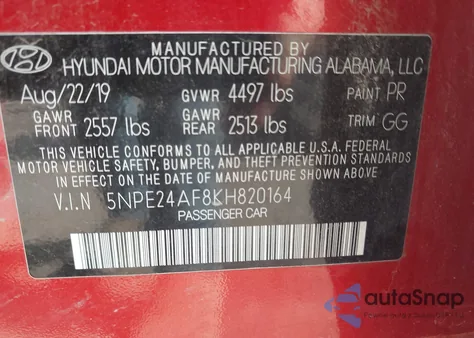 MANUFACTURED BY
HYUNDAI MOTOR MANUFACTURING ALABAMA, LLC
Aug/22/19 GVWR 4497 lbs PAINT PR
GAWR FRONT 2557 lbs GAWR REAR 2513 lbs TRIM GG
THIS VEHICLE CONFORMS TO ALL APPLICABLE U.S.A. FEDERAL
MOTOR VEHICLE SAFETY, BUMPER, AND THEFT PREVENTION STANDARDS
IN EFFECT ON THE DATE OF MANUFACTURE SHOWN ABOVE.
V.I.N 5NPE24AF8KH820164
PASSENGER CAR
autoSnap